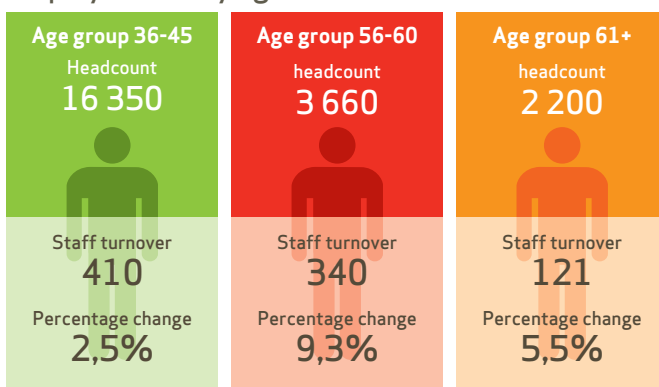 Age group 36-45
Headcount
16 350
Staff turnover
410
Percentage change
2,5%
Age group 56-60
headcount
3 660
Staff turnover
340
Percentage change
9,3%
Age group 61+
headcount
2 200
Staff turnover
121
Percentage change
5,5%